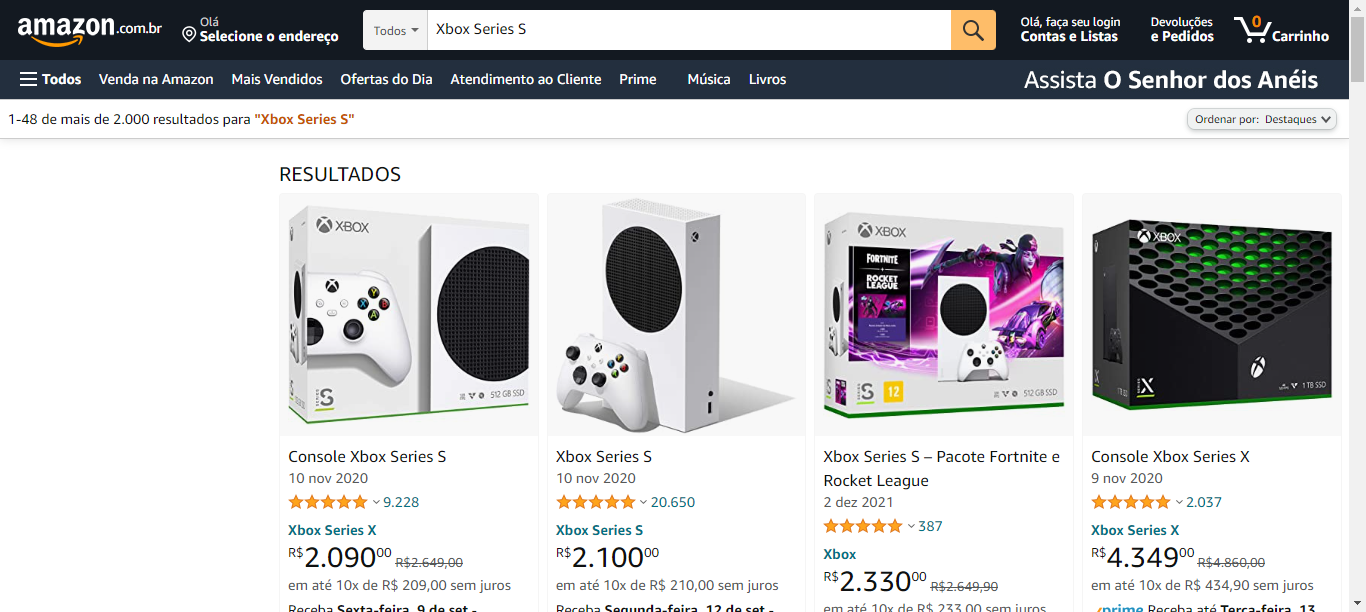 amazon.com.br
Olá
Selecione o endereço
Todos
Xbox Series S
Olá, faça seu login
Contas e Listas
Devoluções
e Pedidos
0
Carrinho
Todos
Venda na Amazon
Mais Vendidos
Ofertas do Dia
Atendimento ao Cliente
Prime
Música
Livros
Assista O Senhor dos Anéis
1-48 de mais de 2.000 resultados para "Xbox Series S"
Ordenar por: Destaques
RESULTADOS
XBOX
SERIES S
512 GB SSD
XBOX
FORTNITE
ROCKET
LEAGUE
SERIES S
12
512 GB SSD
XBOX
SERIES X
1 TB SSD
Console Xbox Series S
10 nov 2020
9.228
Xbox Series X
R$2.09000 R$2.649,00
em até 10x de R$ 209,00 sem juros
Receba Sexta-feira, 9 de set -
Xbox Series S
10 nov 2020
20.650
Xbox Series S
R$2.10000
em até 10x de R$ 210,00 sem juros
Receba Segunda-feira, 12 de set -
Xbox Series S – Pacote Fortnite e
Rocket League
2 dez 2021
387
Xbox
R$2.33000 R$2.649,90
em até 10x de R$ 233,00 sem juros
Console Xbox Series X
9 nov 2020
2.037
Xbox Series X
R$4.34900 R$4.860,00
em até 10x de R$ 434,90 sem juros
prime Receba até Terça-feira, 13